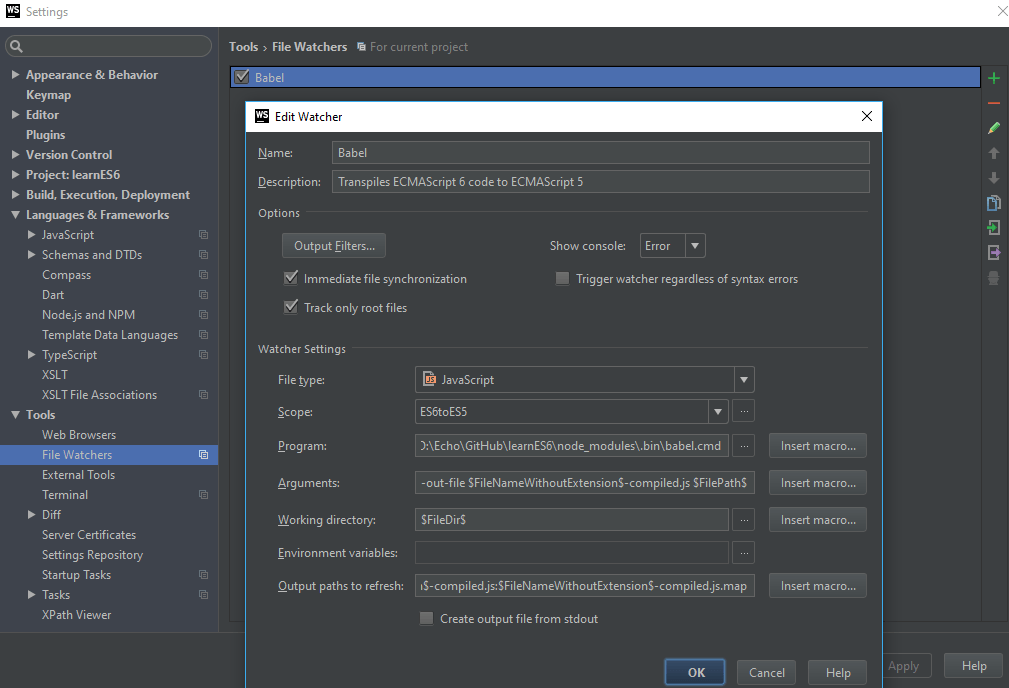 WS Settings
Tools › File Watchers For current project
Appearance & Behavior
Keymap
Editor
Plugins
Version Control
Project: learnES6
Build, Execution, Deployment
Languages & Frameworks
JavaScript
Schemas and DTDs
Compass
Dart
Node.js and NPM
Template Data Languages
TypeScript
XSLT
XSLT File Associations
Tools
Web Browsers
File Watchers
External Tools
Terminal
Diff
Server Certificates
Settings Repository
Startup Tasks
Tasks
XPath Viewer
Babel
WS Edit Watcher
Name: Babel
Description: Transpiles ECMAScript 6 code to ECMAScript 5
Options
Output Filters... Show console: Error
Immediate file synchronization Trigger watcher regardless of syntax errors
Track only root files
Watcher Settings
File type: JS JavaScript
Scope: ES6toES5 ...
Program: D:\Echo\GitHub\learnES6\node_modules\.bin\babel.cmd ... Insert macro...
Arguments: -out-file $FileNameWithoutExtension$-compiled.js $FilePath$ Insert macro...
Working directory: $FileDir$ ... Insert macro...
Environment variables: ...
Output paths to refresh: $-compiled.js:$FileNameWithoutExtension$-compiled.js.map Insert macro...
Create output file from stdout
OK Cancel Help
Apply Help